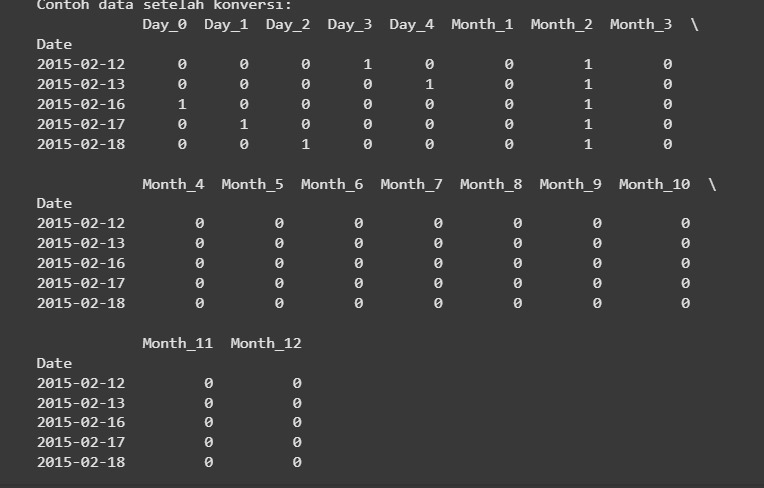 Contoh data setelah konversi:
            Day_0  Day_1  Day_2  Day_3  Day_4  Month_1  Month_2  Month_3  \
Date
2015-02-12      0      0      0      1      0        0        1        0
2015-02-13      0      0      0      0      1        0        1        0
2015-02-16      1      0      0      0      0        0        1        0
2015-02-17      0      1      0      0      0        0        1        0
2015-02-18      0      0      1      0      0        0        1        0
            Month_4  Month_5  Month_6  Month_7  Month_8  Month_9  Month_10  \
Date
2015-02-12        0        0        0        0        0        0         0
2015-02-13        0        0        0        0        0        0         0
2015-02-16        0        0        0        0        0        0         0
2015-02-17        0        0        0        0        0        0         0
2015-02-18        0        0        0        0        0        0         0
            Month_11  Month_12
Date
2015-02-12         0         0
2015-02-13         0         0
2015-02-16         0         0
2015-02-17         0         0
2015-02-18         0         0